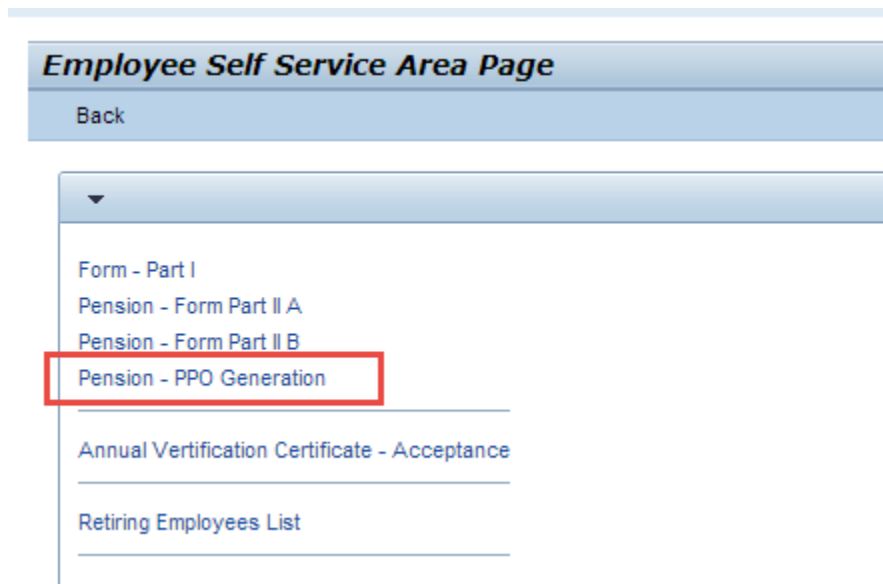 Employee Self Service Area Page
Back
Form - Part I
Pension - Form Part II A
Pension - Form Part II B
Pension - PPO Generation
Annual Vertification Certificate - Acceptance
Retiring Employees List